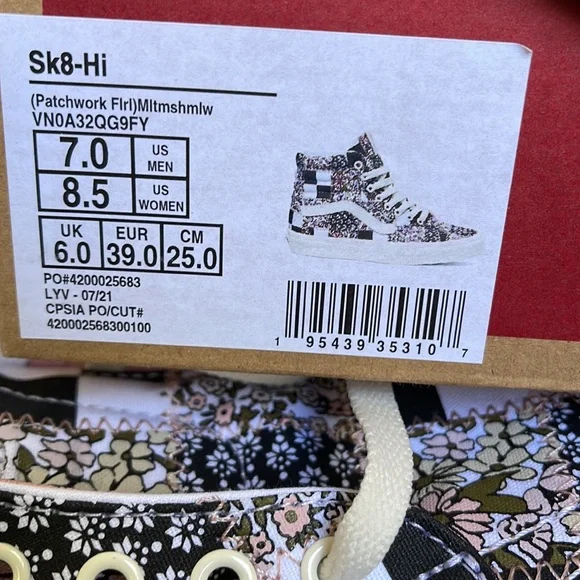 Sk8-Hi
(Patchwork Flrl)Mltmshmlw
VN0A32QG9FY
7.0 US MEN
8.5 US WOMEN
UK EUR CM
6.0 39.0 25.0
PO#4200025683
LYV - 07/21
CPSIA PO/CUT#
420002568300100
1 95439 35310 7